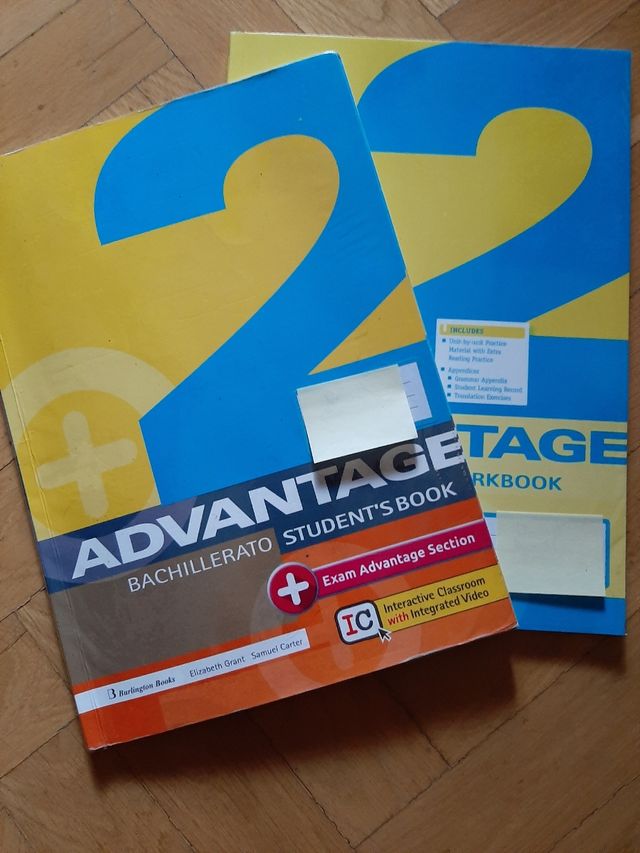 2
ADVANTAGE
BACHILLERATO STUDENT'S BOOK
+ Exam Advantage Section
IC Interactive Classroom
with Integrated Video
B Burlington Books Elizabeth Grant Samuel Carter
2
INCLUDES
Unit-by-unit Practice
Material with Extra
Reading Practice
Appendices
Grammar Appendix
Student Learning Record
Translation Exercises
TAGE
RKBOOK